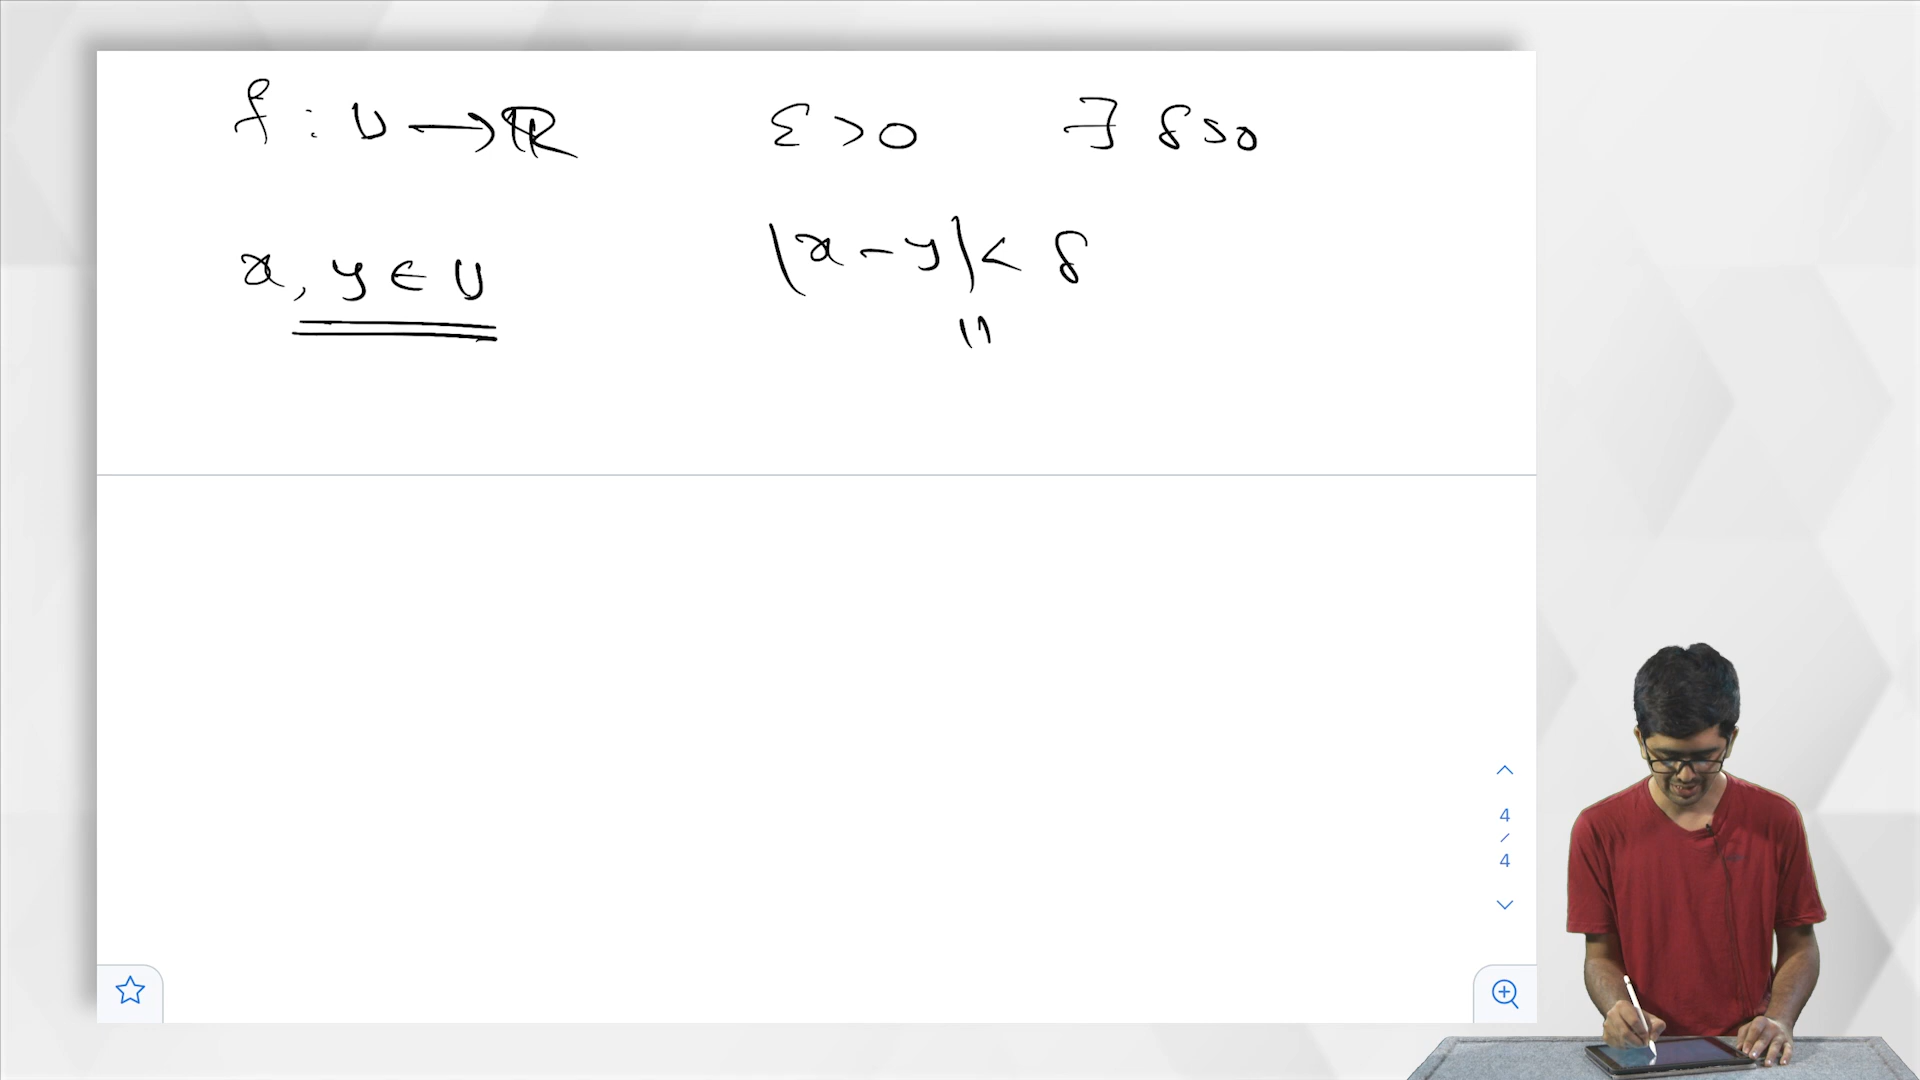 f : U → ℝ ε > 0 ∃ δ > 0
x, y ∈ U |x - y| < δ
4
/
4